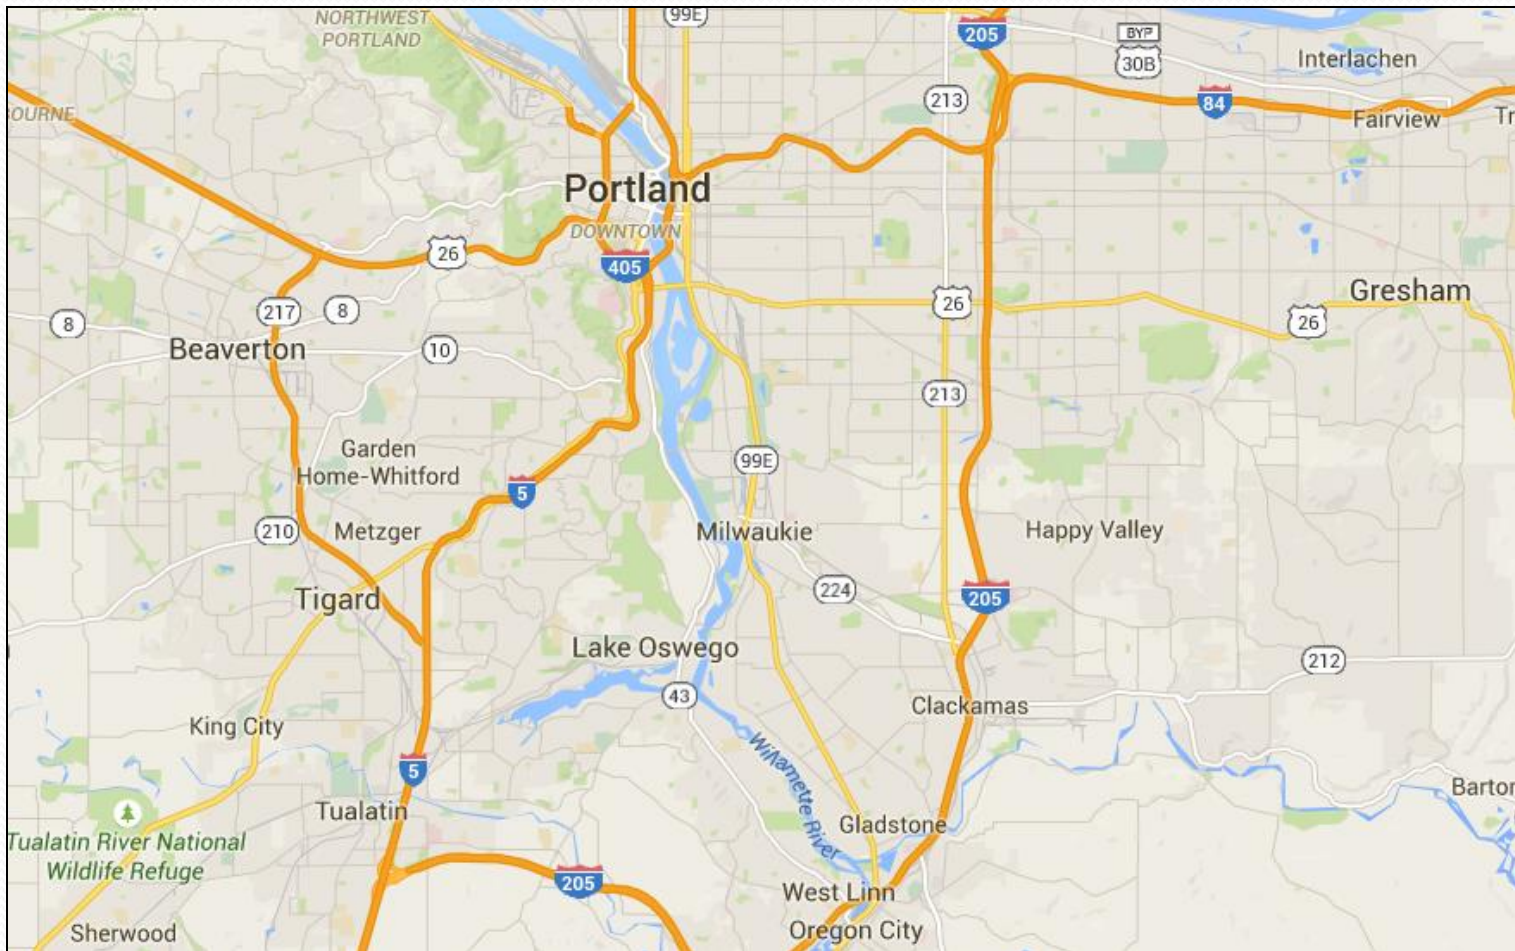 NORTHWEST
PORTLAND
99E
205
BYP
30B
Interlachen
213
84
Fairview
Portland
DOWNTOWN
26
405
217
8
8
26
Gresham
26
Beaverton
10
213
Garden
Home-Whitford
99E
5
210
Metzger
Milwaukie
Happy Valley
Tigard
224
205
Lake Oswego
212
43
Clackamas
King City
Willamette River
5
Tualatin
Gladstone
Tualatin River National
Wildlife Refuge
205
West Linn
Sherwood
Oregon City